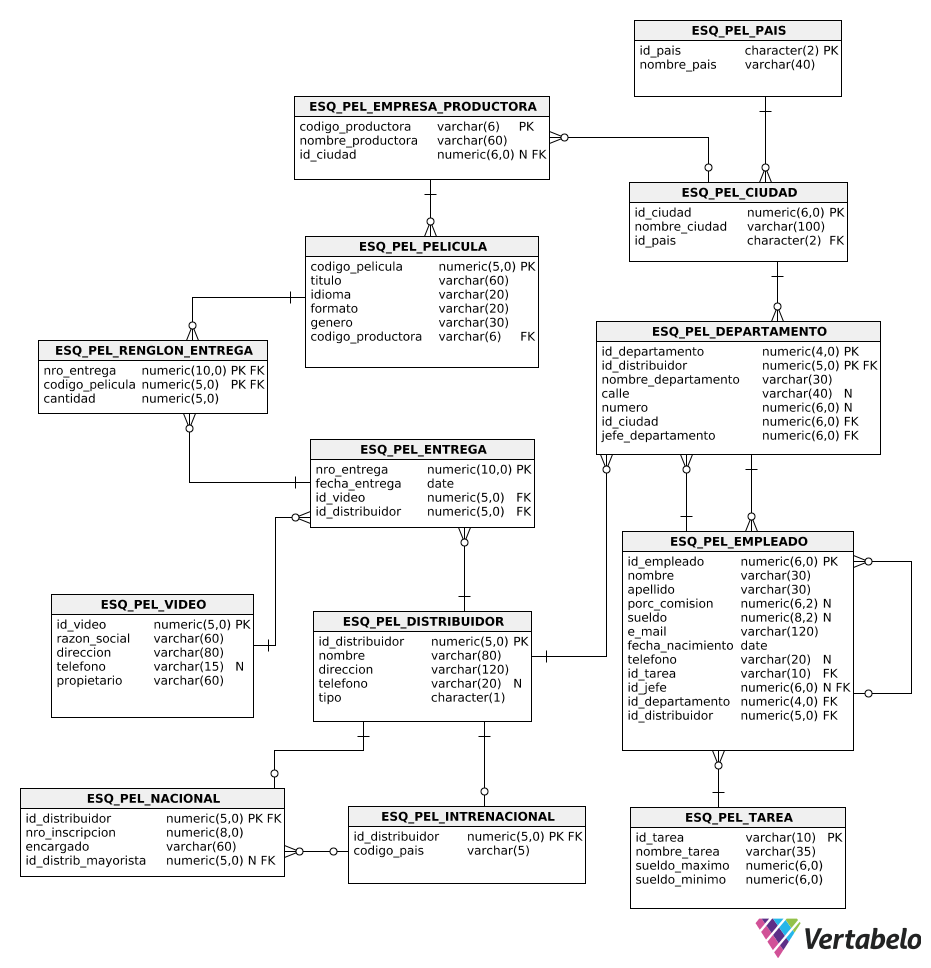 ESQ_PEL_PAIS
id_pais character(2) PK
nombre_pais varchar(40)
ESQ_PEL_EMPRESA_PRODUCTORA
codigo_productora varchar(6) PK
nombre_productora varchar(60)
id_ciudad numeric(6,0) N FK
ESQ_PEL_CIUDAD
id_ciudad numeric(6,0) PK
nombre_ciudad varchar(100)
id_pais character(2) FK
ESQ_PEL_PELICULA
codigo_pelicula numeric(5,0) PK
titulo varchar(60)
idioma varchar(20)
formato varchar(20)
genero varchar(30)
codigo_productora varchar(6) FK
ESQ_PEL_DEPARTAMENTO
id_departamento numeric(4,0) PK
id_distribuidor numeric(5,0) PK FK
nombre_departamento varchar(30)
calle varchar(40) N
numero numeric(6,0) N
id_ciudad numeric(6,0) FK
jefe_departamento numeric(6,0) FK
ESQ_PEL_RENGLON_ENTREGA
nro_entrega numeric(10,0) PK FK
codigo_pelicula numeric(5,0) PK FK
cantidad numeric(5,0)
ESQ_PEL_ENTREGA
nro_entrega numeric(10,0) PK
fecha_entrega date
id_video numeric(5,0) FK
id_distribuidor numeric(5,0) FK
ESQ_PEL_EMPLEADO
id_empleado numeric(6,0) PK
nombre varchar(30)
apellido varchar(30)
porc_comision numeric(6,2) N
sueldo numeric(8,2) N
e_mail varchar(120)
fecha_nacimiento date
telefono varchar(20) N
id_tarea varchar(10) FK
id_jefe numeric(6,0) N FK
id_departamento numeric(4,0) FK
id_distribuidor numeric(5,0) FK
ESQ_PEL_VIDEO
id_video numeric(5,0) PK
razon_social varchar(60)
direccion varchar(80)
telefono varchar(15) N
propietario varchar(60)
ESQ_PEL_DISTRIBUIDOR
id_distribuidor numeric(5,0) PK
nombre varchar(80)
direccion varchar(120)
telefono varchar(20) N
tipo character(1)
ESQ_PEL_NACIONAL
id_distribuidor numeric(5,0) PK FK
nro_inscripcion numeric(8,0)
encargado varchar(60)
id_distrib_mayorista numeric(5,0) N FK
ESQ_PEL_INTRENACIONAL
id_distribuidor numeric(5,0) PK FK
codigo_pais varchar(5)
ESQ_PEL_TAREA
id_tarea varchar(10) PK
nombre_tarea varchar(35)
sueldo_maximo numeric(6,0)
sueldo_minimo numeric(6,0)
Vertabelo